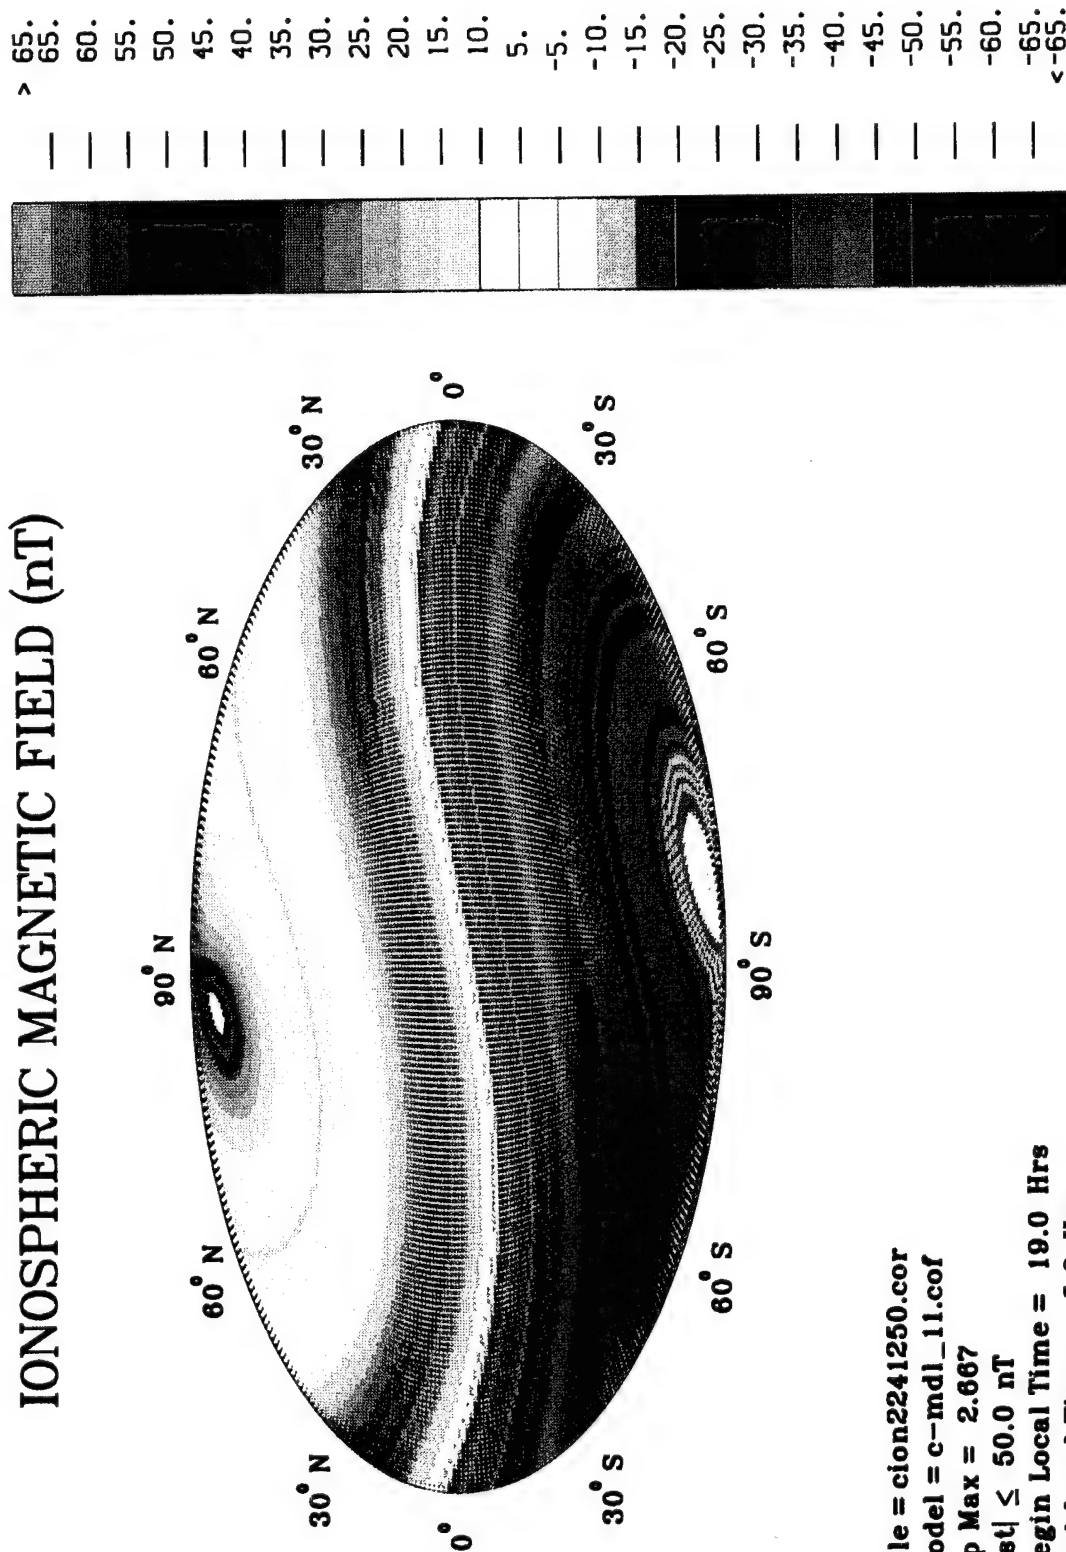 IONOSPHERIC MAGNETIC FIELD (nT)
90° N
60° N
60° N
30° N
30° N
0°
0°
30° S
30° S
60° S
60° S
90° S
> 65.
65.
60.
55.
50.
45.
40.
35.
30.
25.
20.
15.
10.
5.
-5.
-10.
-15.
-20.
-25.
-30.
-35.
-40.
-45.
-50.
-55.
-60.
-65.
<-65.
le = cion2241250.cor
odel = c-mdl_11.cof
p Max = 2.667
st| ≤ 50.0 nT
egin Local Time = 19.0 Hrs